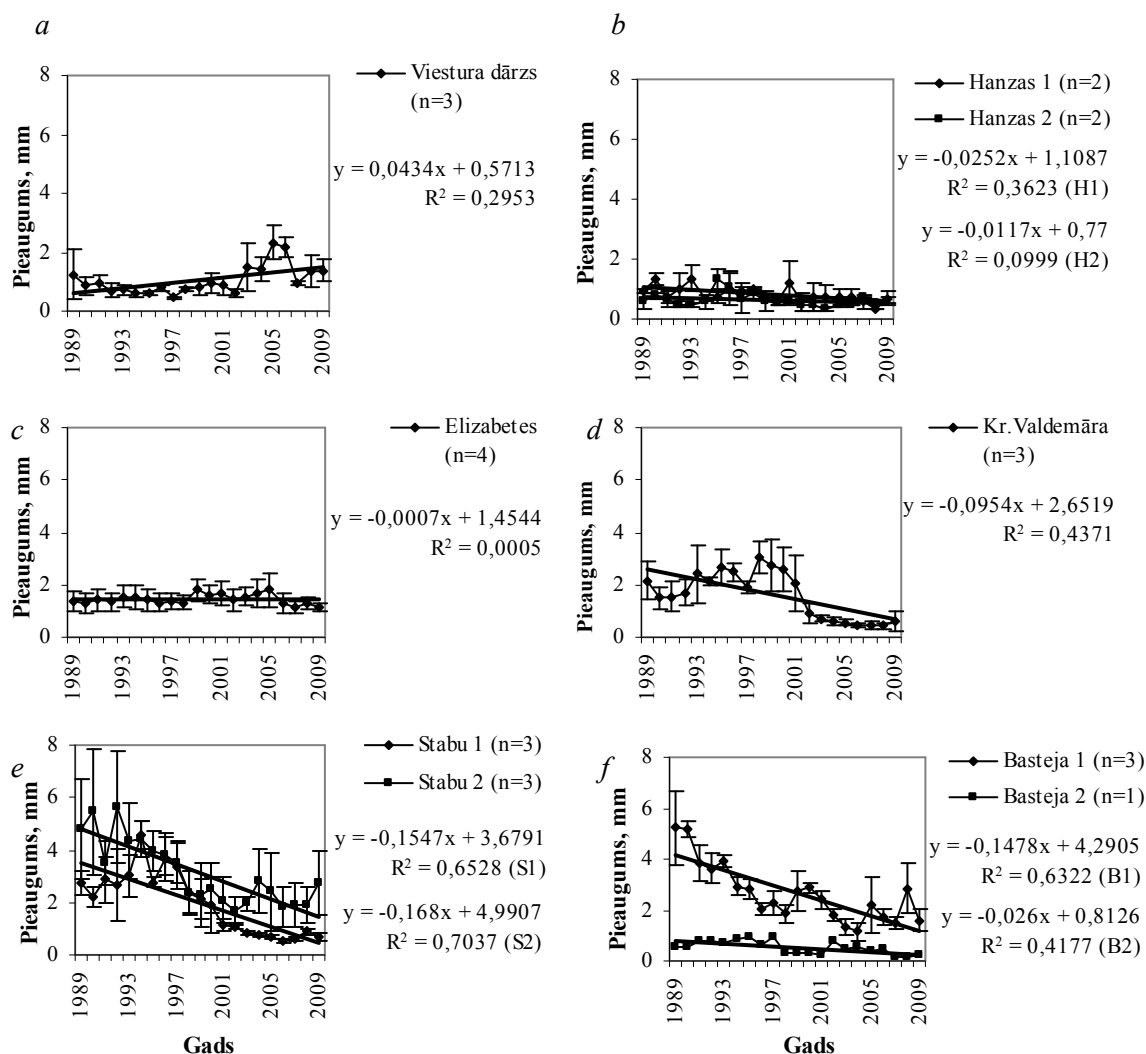 a
Pieaugums, mm
8
6
4
2
0
1989
1993
1997
2001
2005
2009
Viestura dārzs
(n=3)
y = 0,0434x + 0,5713
R² = 0,2953
b
Pieaugums, mm
8
6
4
2
0
1989
1993
1997
2001
2005
2009
Hanzas 1 (n=2)
Hanzas 2 (n=2)
y = -0,0252x + 1,1087
R² = 0,3623 (H1)
y = -0,0117x + 0,77
R² = 0,0999 (H2)
c
Pieaugums, mm
8
6
4
2
0
1989
1993
1997
2001
2005
2009
Elizabetes
(n=4)
y = -0,0007x + 1,4544
R² = 0,0005
d
Pieaugums, mm
8
6
4
2
0
1989
1993
1997
2001
2005
2009
Kr.Valdemāra
(n=3)
y = -0,0954x + 2,6519
R² = 0,4371
e
Pieaugums, mm
8
6
4
2
0
1989
1993
1997
2001
2005
2009
Gads
Stabu 1 (n=3)
Stabu 2 (n=3)
y = -0,1547x + 3,6791
R² = 0,6528 (S1)
y = -0,168x + 4,9907
R² = 0,7037 (S2)
f
Pieaugums, mm
8
6
4
2
0
1989
1993
1997
2001
2005
2009
Gads
Basteja 1 (n=3)
Basteja 2 (n=1)
y = -0,1478x + 4,2905
R² = 0,6322 (B1)
y = -0,026x + 0,8126
R² = 0,4177 (B2)